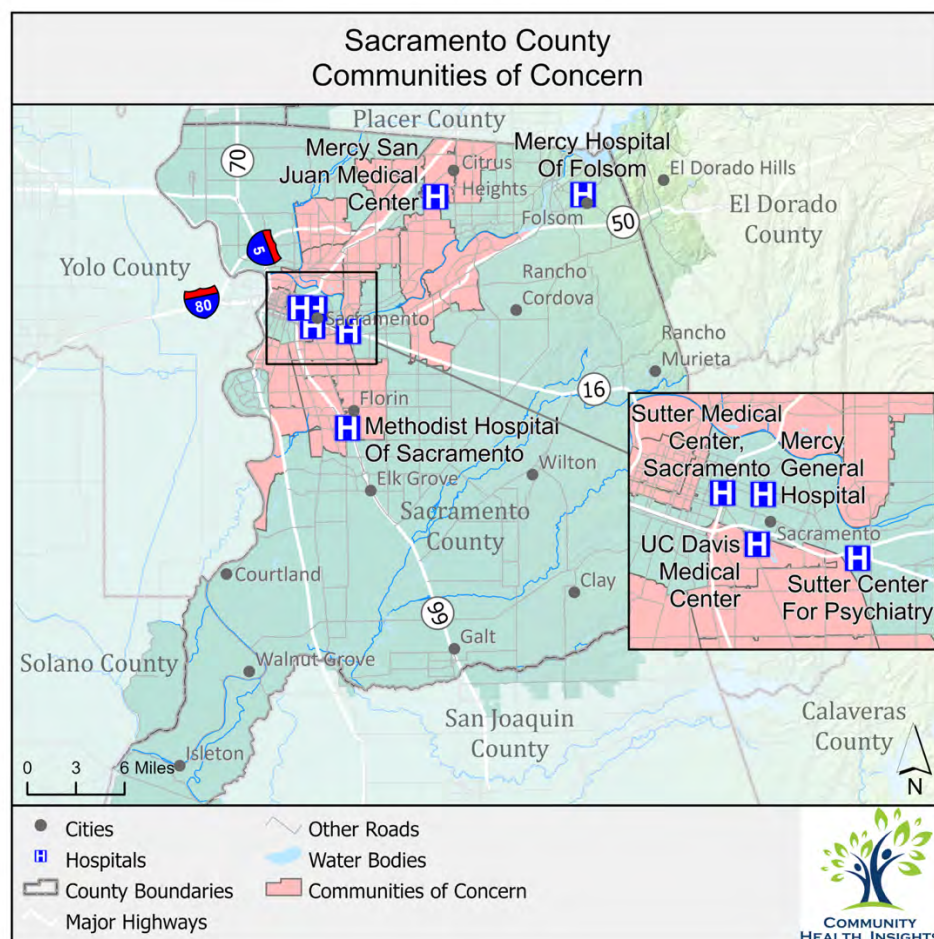 Sacramento County
Communities of Concern
Placer County
70
Mercy San
Juan Medical
Center
Citrus
Heights
Mercy Hospital
Of Folsom
El Dorado Hills
Folsom
50
El Dorado
County
5
Yolo County
80
Rancho
Cordova
Sacramento
Rancho
Murieta
16
Florin
Methodist Hospital
Of Sacramento
Wilton
Elk Grove
Sacramento
County
Sutter Medical
Center,
Sacramento
Mercy
General
Hospital
Sacramento
UC Davis
Medical
Center
Sutter Center
For Psychiatry
Courtland
Clay
99
Galt
Solano County
Walnut Grove
San Joaquin
County
Calaveras
County
Isleton
0 3 6 Miles
N
Cities
H Hospitals
County Boundaries
Major Highways
Other Roads
Water Bodies
Communities of Concern
COMMUNITY
HEALTH INSIGHTS